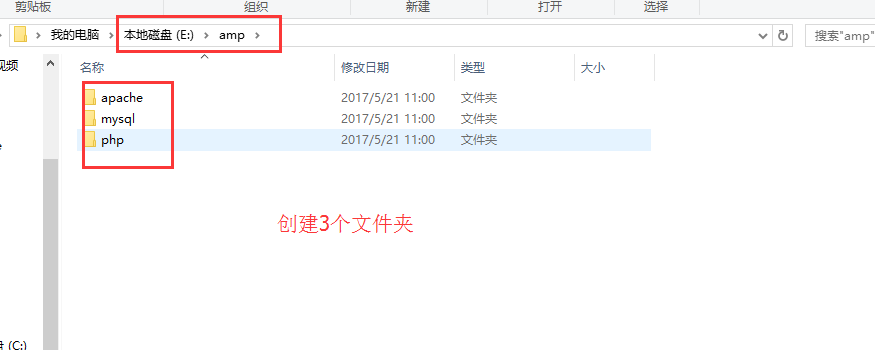 剪贴板 组织 新建 打开 选择
我的电脑 本地磁盘 (E:) amp 搜索"amp"
视频
名称 修改日期 类型 大小
apache 2017/5/21 11:00 文件夹
mysql 2017/5/21 11:00 文件夹
php 2017/5/21 11:00 文件夹
创建3个文件夹
(C:)